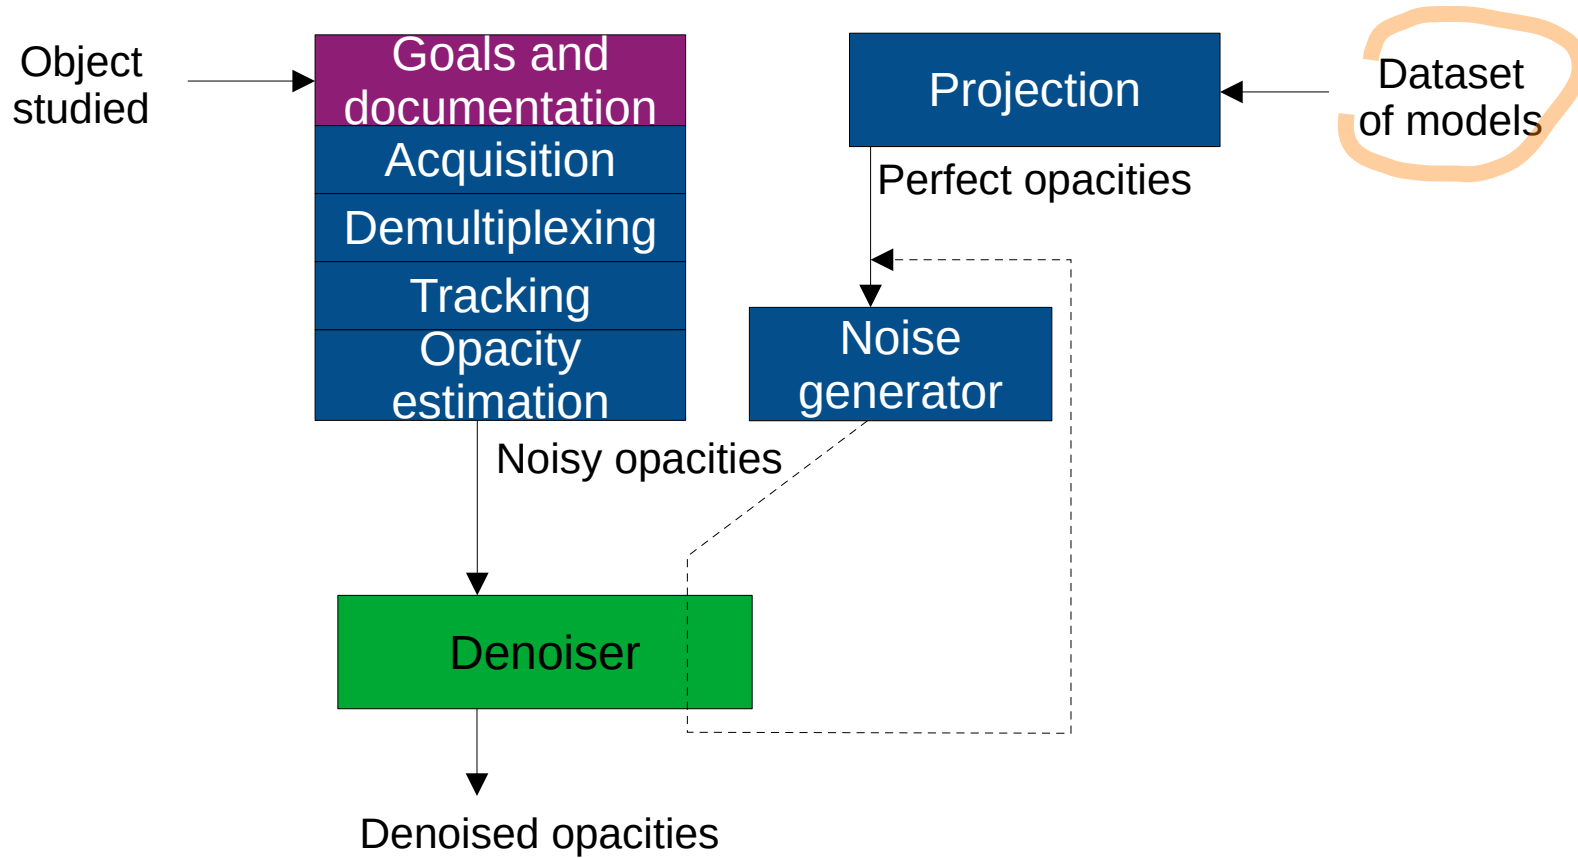 Object
studied
Goals and
documentation
Acquisition
Demultiplexing
Tracking
Opacity
estimation
Noisy opacities
Denoiser
Denoised opacities
Projection
Dataset
of models
Perfect opacities
Noise
generator